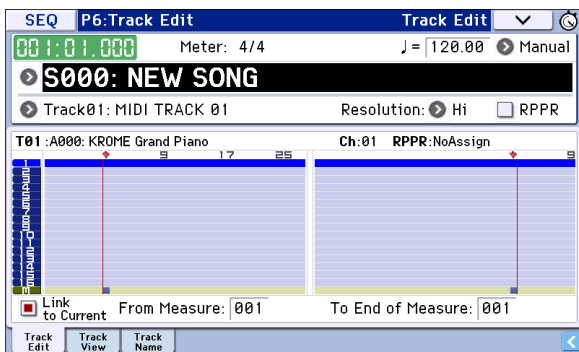 SEQ P6:Track Edit Track Edit
001:01.000 Meter: 4/4 ♩= 120.00 Manual
S000: NEW SONG
Track01: MIDI TRACK 01 Resolution: Hi RPPR
T01 :A000: KROME Grand Piano Ch:01 RPPR:NoAssign
9 17 25 9
Link to Current From Measure: 001 To End of Measure: 001
Track Edit Track View Track Name